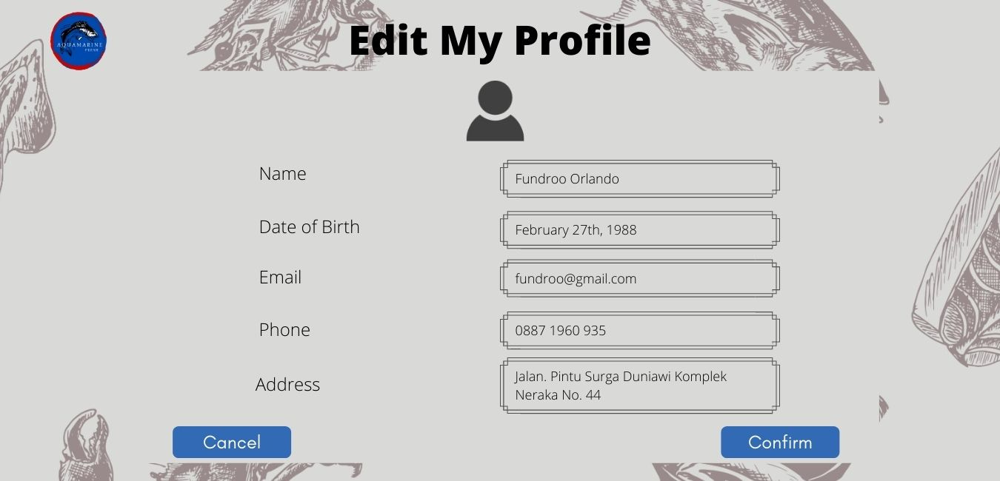 AQUAMARINE
FRESH
Edit My Profile
Name
Fundroo Orlando
Date of Birth
February 27th, 1988
Email
fundroo@gmail.com
Phone
0887 1960 935
Address
Jalan. Pintu Surga Duniawi Komplek
Neraka No. 44
Cancel
Confirm